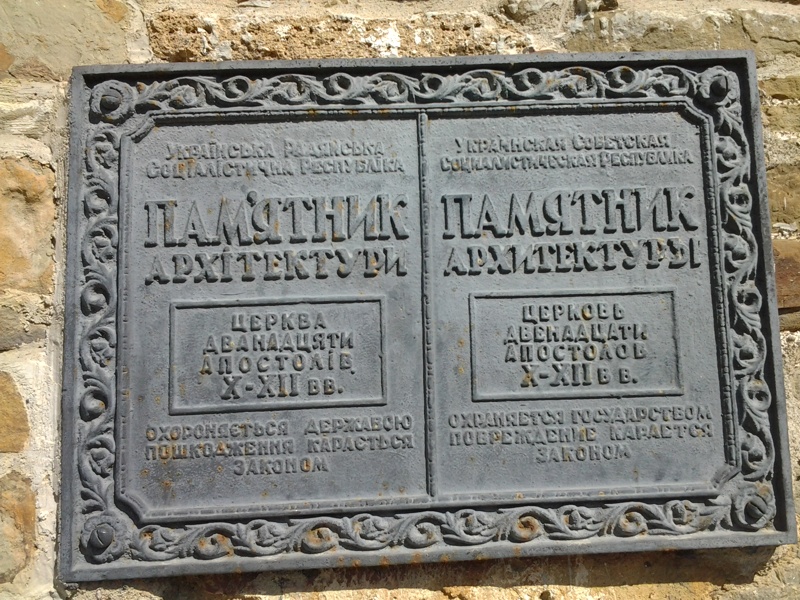 Українська Радянська
Соціалістична Республіка
ПАМ'ЯТНИК
АРХІТЕКТУРИ
ЦЕРКВА
ДВАНАДЦЯТИ
АПОСТОЛІВ
X-XII ВВ.
ОХОРОНЯЄТЬСЯ ДЕРЖАВОЮ
ПОШКОДЖЕННЯ КАРАЄТЬСЯ
ЗАКОНОМ
Украинская Советская
Социалистическая Республика
ПАМЯТНИК
АРХИТЕКТУРЫ
ЦЕРКОВЬ
ДВЕНАДЦАТИ
АПОСТОЛОВ
X-XII В В.
ОХРАНЯЕТСЯ ГОСУДАРСТВОМ
ПОВРЕЖДЕНИЕ КАРАЕТСЯ
ЗАКОНОМ